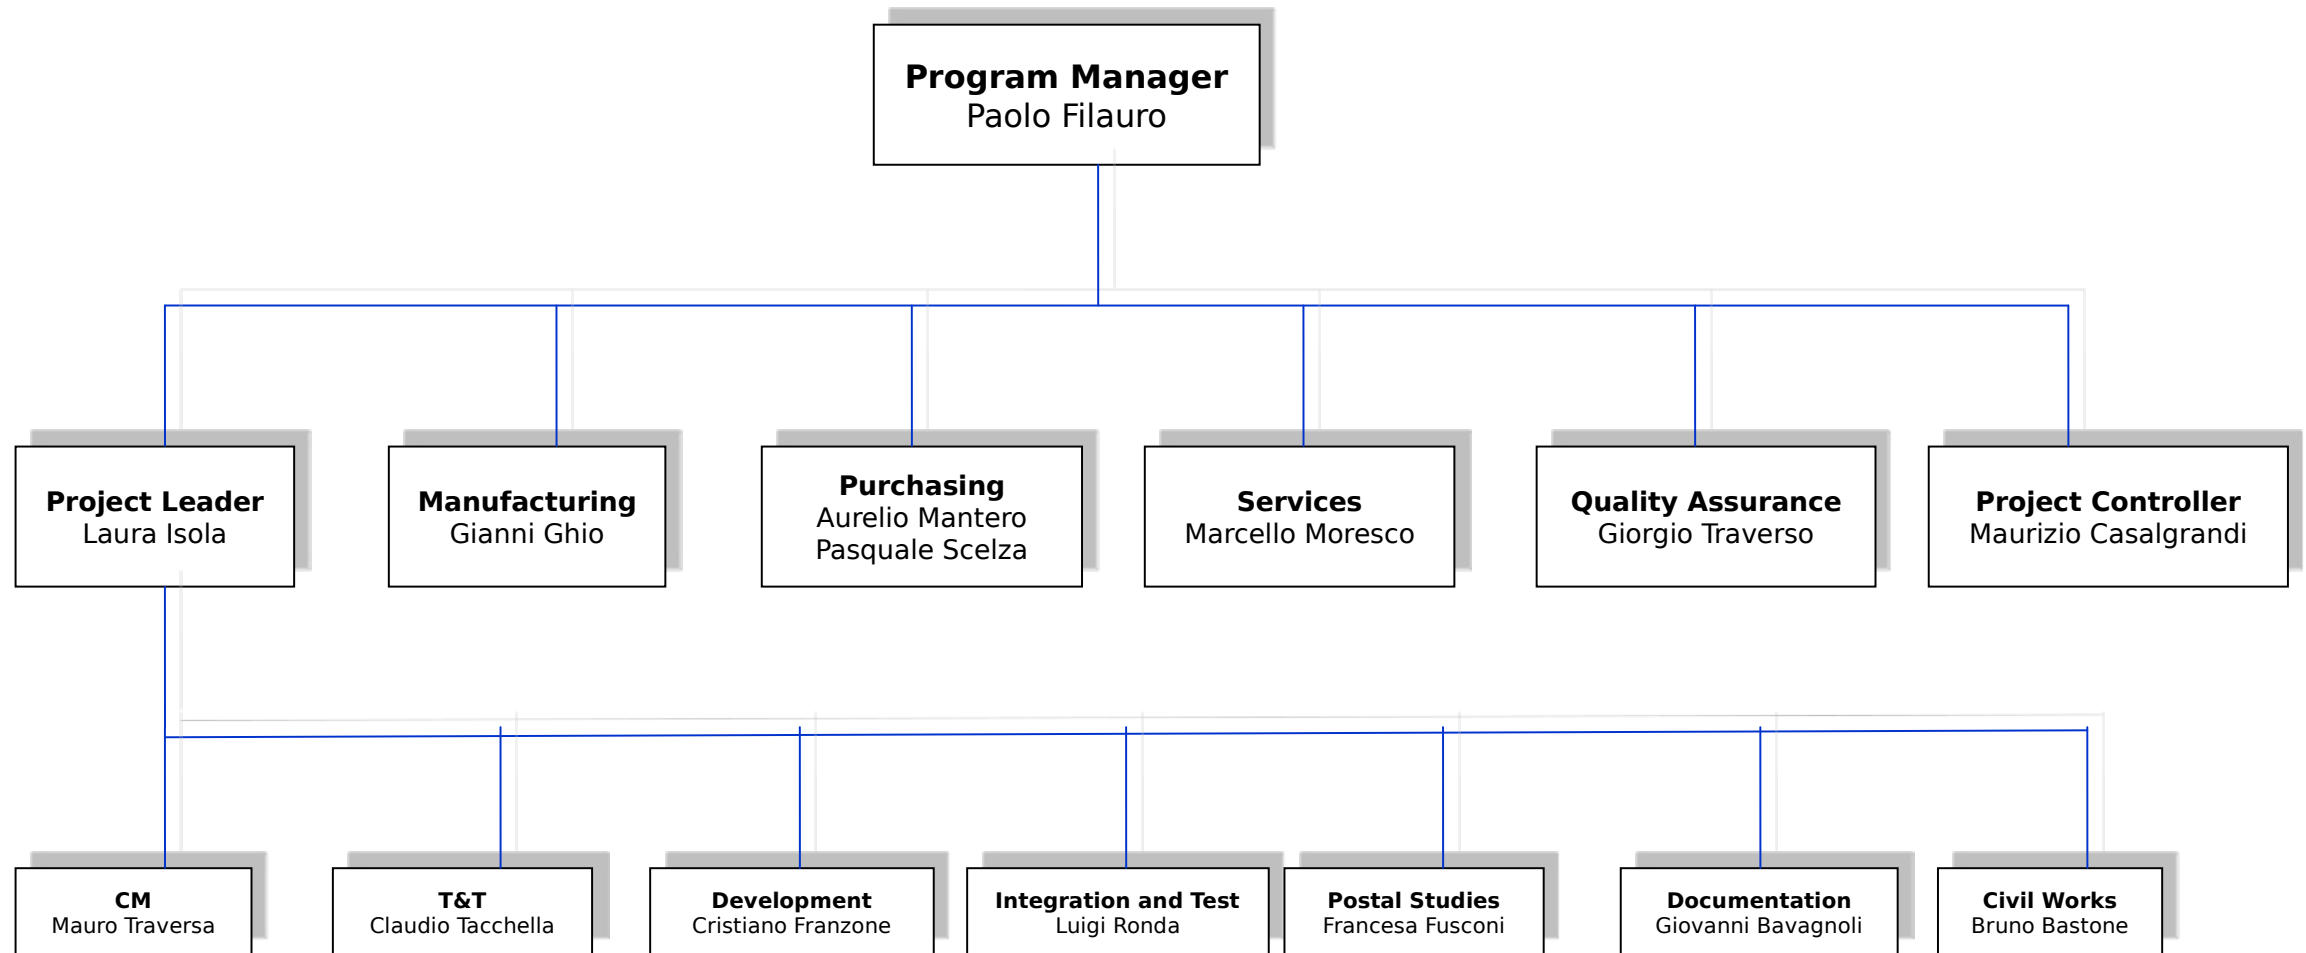 Program Manager
Paolo Filauro
Project Leader
Laura Isola
Manufacturing
Gianni Ghio
Purchasing
Aurelio Mantero
Pasquale Scelza
Services
Marcello Moresco
Quality Assurance
Giorgio Traverso
Project Controller
Maurizio Casalgrandi
CM
Mauro Traversa
T&T
Claudio Tacchella
Development
Cristiano Franzone
Integration and Test
Luigi Ronda
Postal Studies
Francesa Fusconi
Documentation
Giovanni Bavagnoli
Civil Works
Bruno Bastone